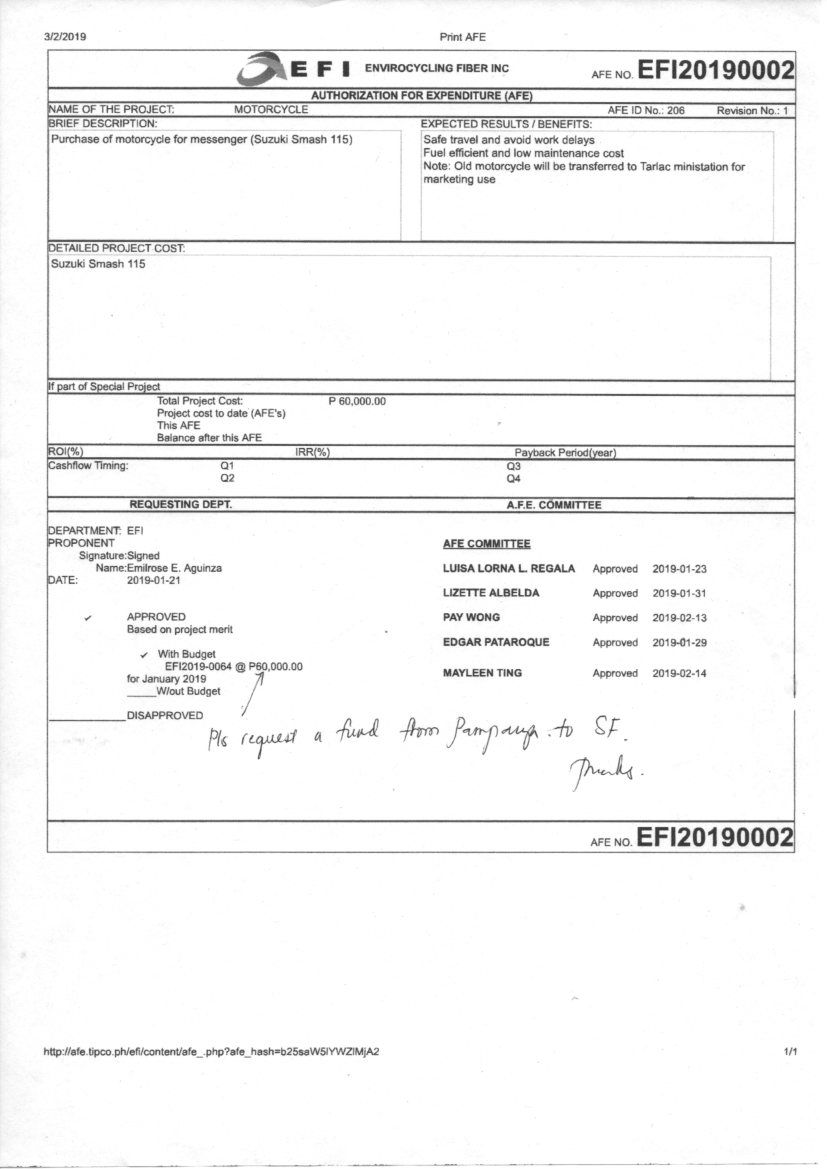 3/2/2019 Print AFE
EFI ENVIROCYCLING FIBER INC AFE NO. EFI20190002
AUTHORIZATION FOR EXPENDITURE (AFE)
NAME OF THE PROJECT: MOTORCYCLE AFE ID No.: 206 Revision No.: 1
BRIEF DESCRIPTION: EXPECTED RESULTS / BENEFITS:
Purchase of motorcycle for messenger (Suzuki Smash 115)
Safe travel and avoid work delays
Fuel efficient and low maintenance cost
Note: Old motorcycle will be transferred to Tarlac ministation for
marketing use
DETAILED PROJECT COST:
Suzuki Smash 115
If part of Special Project
Total Project Cost: P 60,000.00
Project cost to date (AFE's)
This AFE
Balance after this AFE
ROI(%) IRR(%) Payback Period(year)
Cashflow Timing: Q1 Q3
Q2 Q4
REQUESTING DEPT. A.F.E. COMMITTEE
DEPARTMENT: EFI
PROPONENT
Signature:Signed
Name:Emilrose E. Aguinza
DATE: 2019-01-21
✓ APPROVED
Based on project merit
✓ With Budget
EFI2019-0064 @ P60,000.00
for January 2019
_____W/out Budget
____________DISAPPROVED
AFE COMMITTEE
LUISA LORNA L. REGALA Approved 2019-01-23
LIZETTE ALBELDA Approved 2019-01-31
PAY WONG Approved 2019-02-13
EDGAR PATAROQUE Approved 2019-01-29
MAYLEEN TING Approved 2019-02-14
Pls request a fund from Pampanga to SF.
Thanks.
AFE NO. EFI20190002
http://afe.tipco.ph/efi/content/afe_.php?afe_hash=b25saW5lYWZlMjA2 1/1